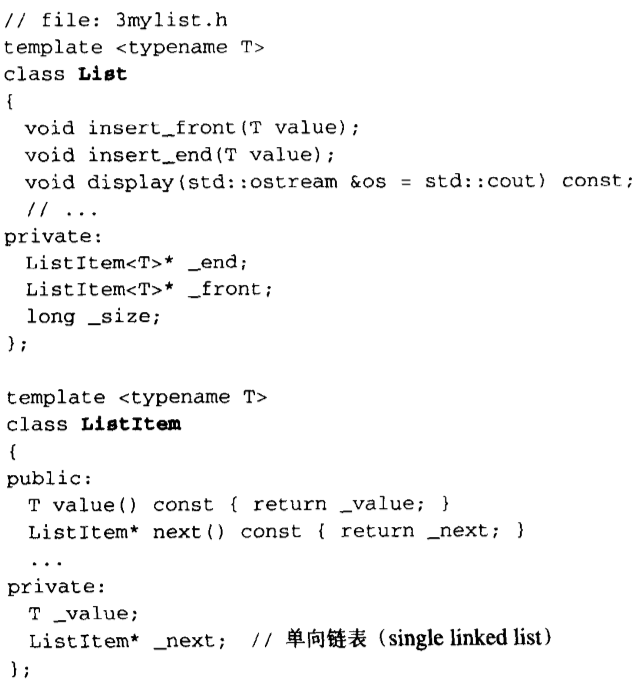 // file: 3mylist.h
template <typename T>
class List
{
  void insert_front(T value);
  void insert_end(T value);
  void display(std::ostream &os = std::cout) const;
  // ...
private:
  ListItem<T>* _end;
  ListItem<T>* _front;
  long _size;
};

template <typename T>
class ListItem
{
public:
  T value() const { return _value; }
  ListItem* next() const { return _next; }
  ...
private:
  T _value;
  ListItem* _next;  // 单向链表（single linked list）
};